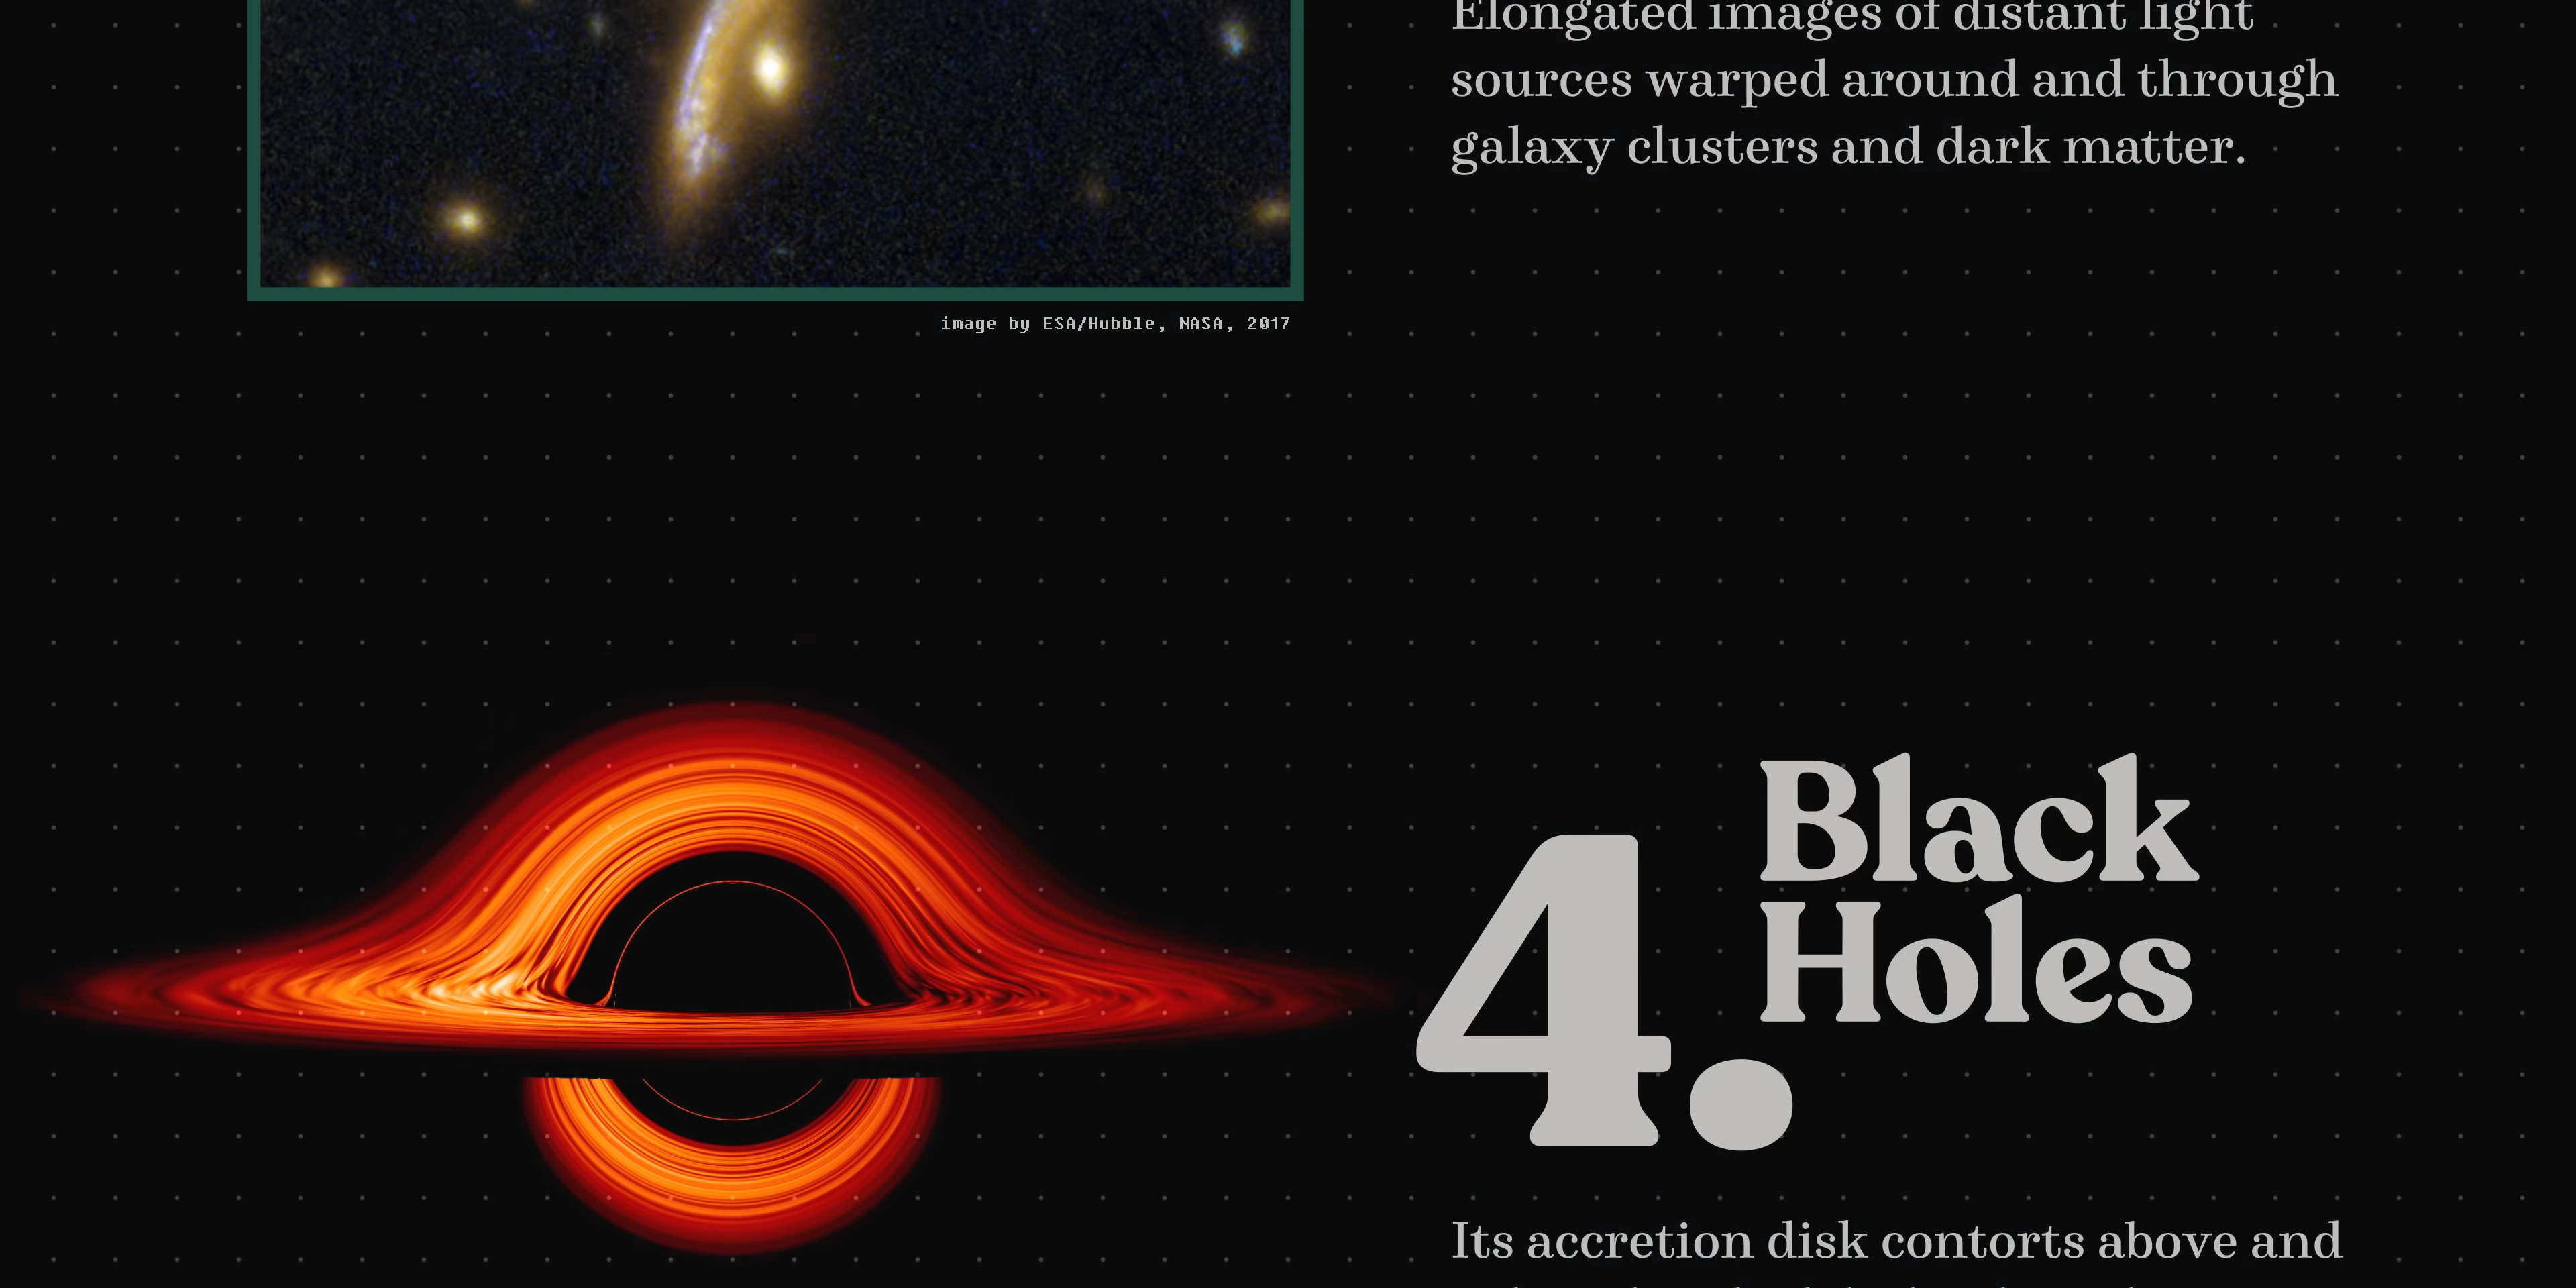 Elongated images of distant light
sources warped around and through
galaxy clusters and dark matter.
image by ESA/Hubble, NASA, 2017
4.
Black
Holes
Its accretion disk contorts above and